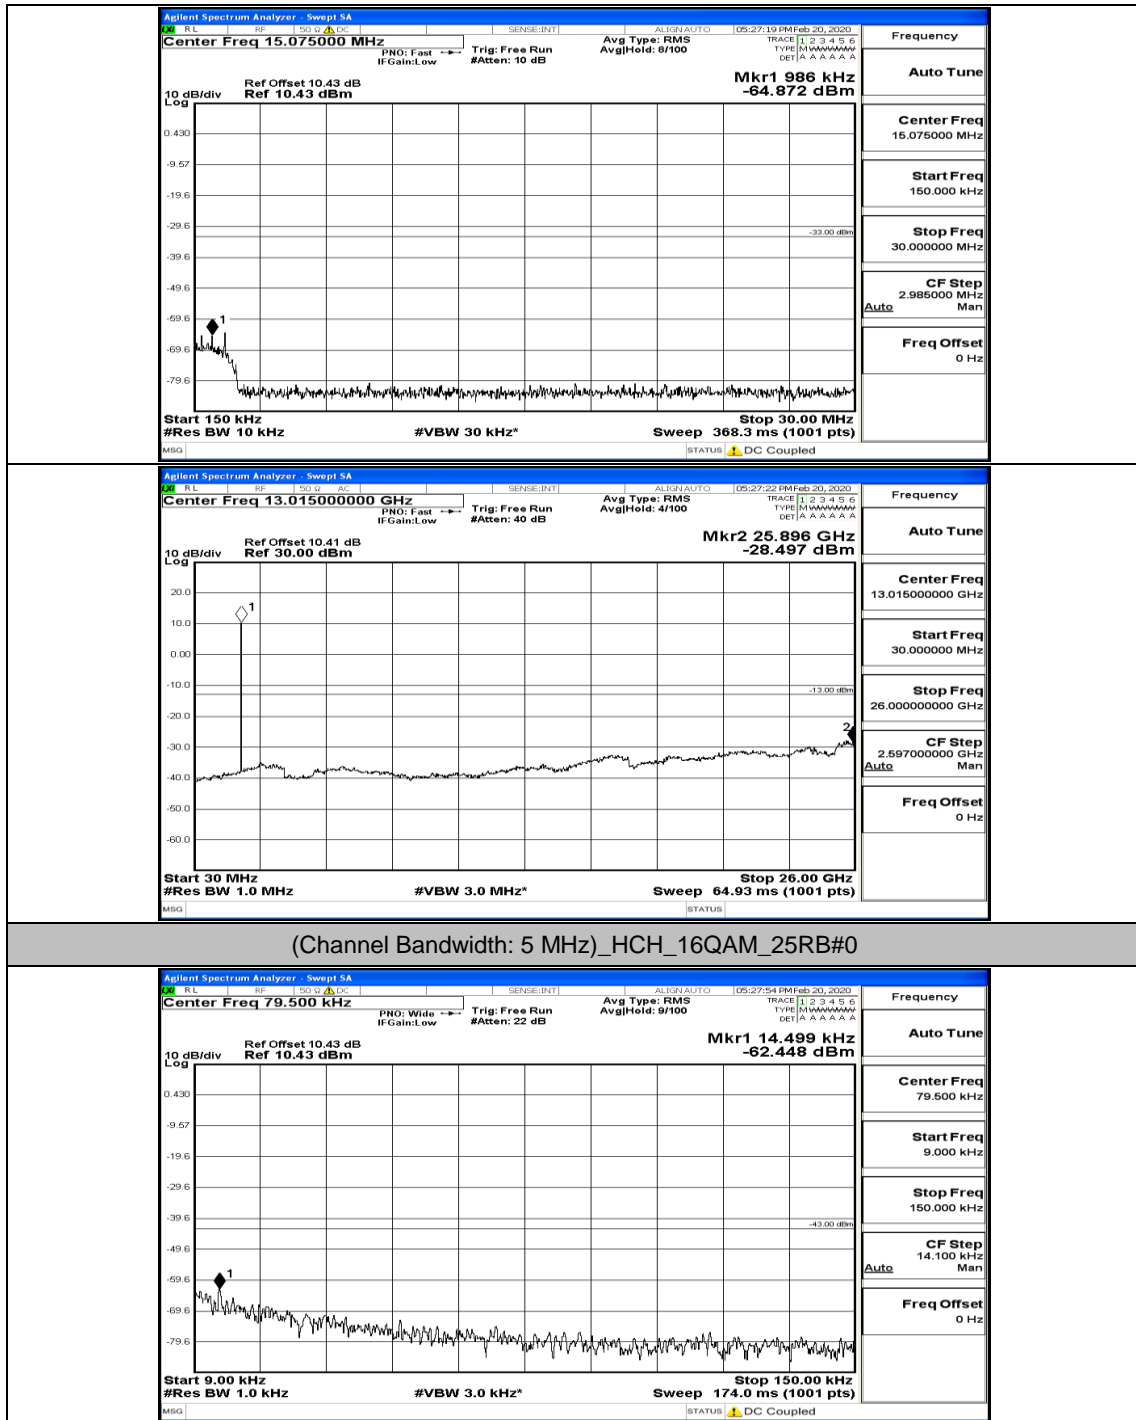 Agilent Spectrum Analyzer - Swept SA
LXI RL RF 50 Ω DC SENSE:INT ALIGN AUTO 05:27:19 PM Feb 20, 2020
Center Freq 15.075000 MHz
PNO: Fast
IFGain:Low
Trig: Free Run
#Atten: 10 dB
Avg Type: RMS
Avg|Hold: 8/100
TRACE 1 2 3 4 5 6
TYPE M WWWWW
DET A A A A A A
Mkr1 986 kHz
-64.872 dBm
Ref Offset 10.43 dB
10 dB/div Ref 10.43 dBm
Log
0.430
-9.57
-19.6
-29.6
-33.00 dBm
-39.6
-49.6
-59.6
1
-69.6
-79.6
Start 150 kHz Stop 30.00 MHz
#Res BW 10 kHz #VBW 30 kHz* Sweep 368.3 ms (1001 pts)
MSG STATUS DC Coupled
Frequency
Auto Tune
Center Freq
15.075000 MHz
Start Freq
150.000 kHz
Stop Freq
30.000000 MHz
CF Step
2.985000 MHz
Auto Man
Freq Offset
0 Hz
Agilent Spectrum Analyzer - Swept SA
LXI RL RF 50 Ω AC SENSE:INT ALIGN AUTO 05:27:22 PM Feb 20, 2020
Center Freq 13.015000000 GHz
PNO: Fast
IFGain:Low
Trig: Free Run
#Atten: 40 dB
Avg Type: RMS
Avg|Hold: 4/100
TRACE 1 2 3 4 5 6
TYPE M WWWWW
DET A A A A A A
Mkr2 25.896 GHz
-28.497 dBm
Ref Offset 10.41 dB
10 dB/div Ref 30.00 dBm
Log
20.0
1
10.0
0.00
-10.0
-13.00 dBm
-20.0
2
-30.0
-40.0
-50.0
-60.0
Start 30 MHz Stop 26.00 GHz
#Res BW 1.0 MHz #VBW 3.0 MHz* Sweep 64.93 ms (1001 pts)
MSG STATUS
Frequency
Auto Tune
Center Freq
13.015000000 GHz
Start Freq
30.000000 MHz
Stop Freq
26.000000000 GHz
CF Step
2.597000000 GHz
Auto Man
Freq Offset
0 Hz
(Channel Bandwidth: 5 MHz)_HCH_16QAM_25RB#0
Agilent Spectrum Analyzer - Swept SA
LXI RL RF 50 Ω DC SENSE:INT ALIGN AUTO 05:27:54 PM Feb 20, 2020
Center Freq 79.500 kHz
PNO: Wide
IFGain:Low
Trig: Free Run
#Atten: 22 dB
Avg Type: RMS
Avg|Hold: 9/100
TRACE 1 2 3 4 5 6
TYPE M WWWWW
DET A A A A A A
Mkr1 14.499 kHz
-62.448 dBm
Ref Offset 10.43 dB
10 dB/div Ref 10.43 dBm
Log
0.430
-9.57
-19.6
-29.6
-39.6
-43.00 dBm
-49.6
-59.6
1
-69.6
-79.6
Start 9.00 kHz Stop 150.00 kHz
#Res BW 1.0 kHz #VBW 3.0 kHz* Sweep 174.0 ms (1001 pts)
MSG STATUS DC Coupled
Frequency
Auto Tune
Center Freq
79.500 kHz
Start Freq
9.000 kHz
Stop Freq
150.000 kHz
CF Step
14.100 kHz
Auto Man
Freq Offset
0 Hz